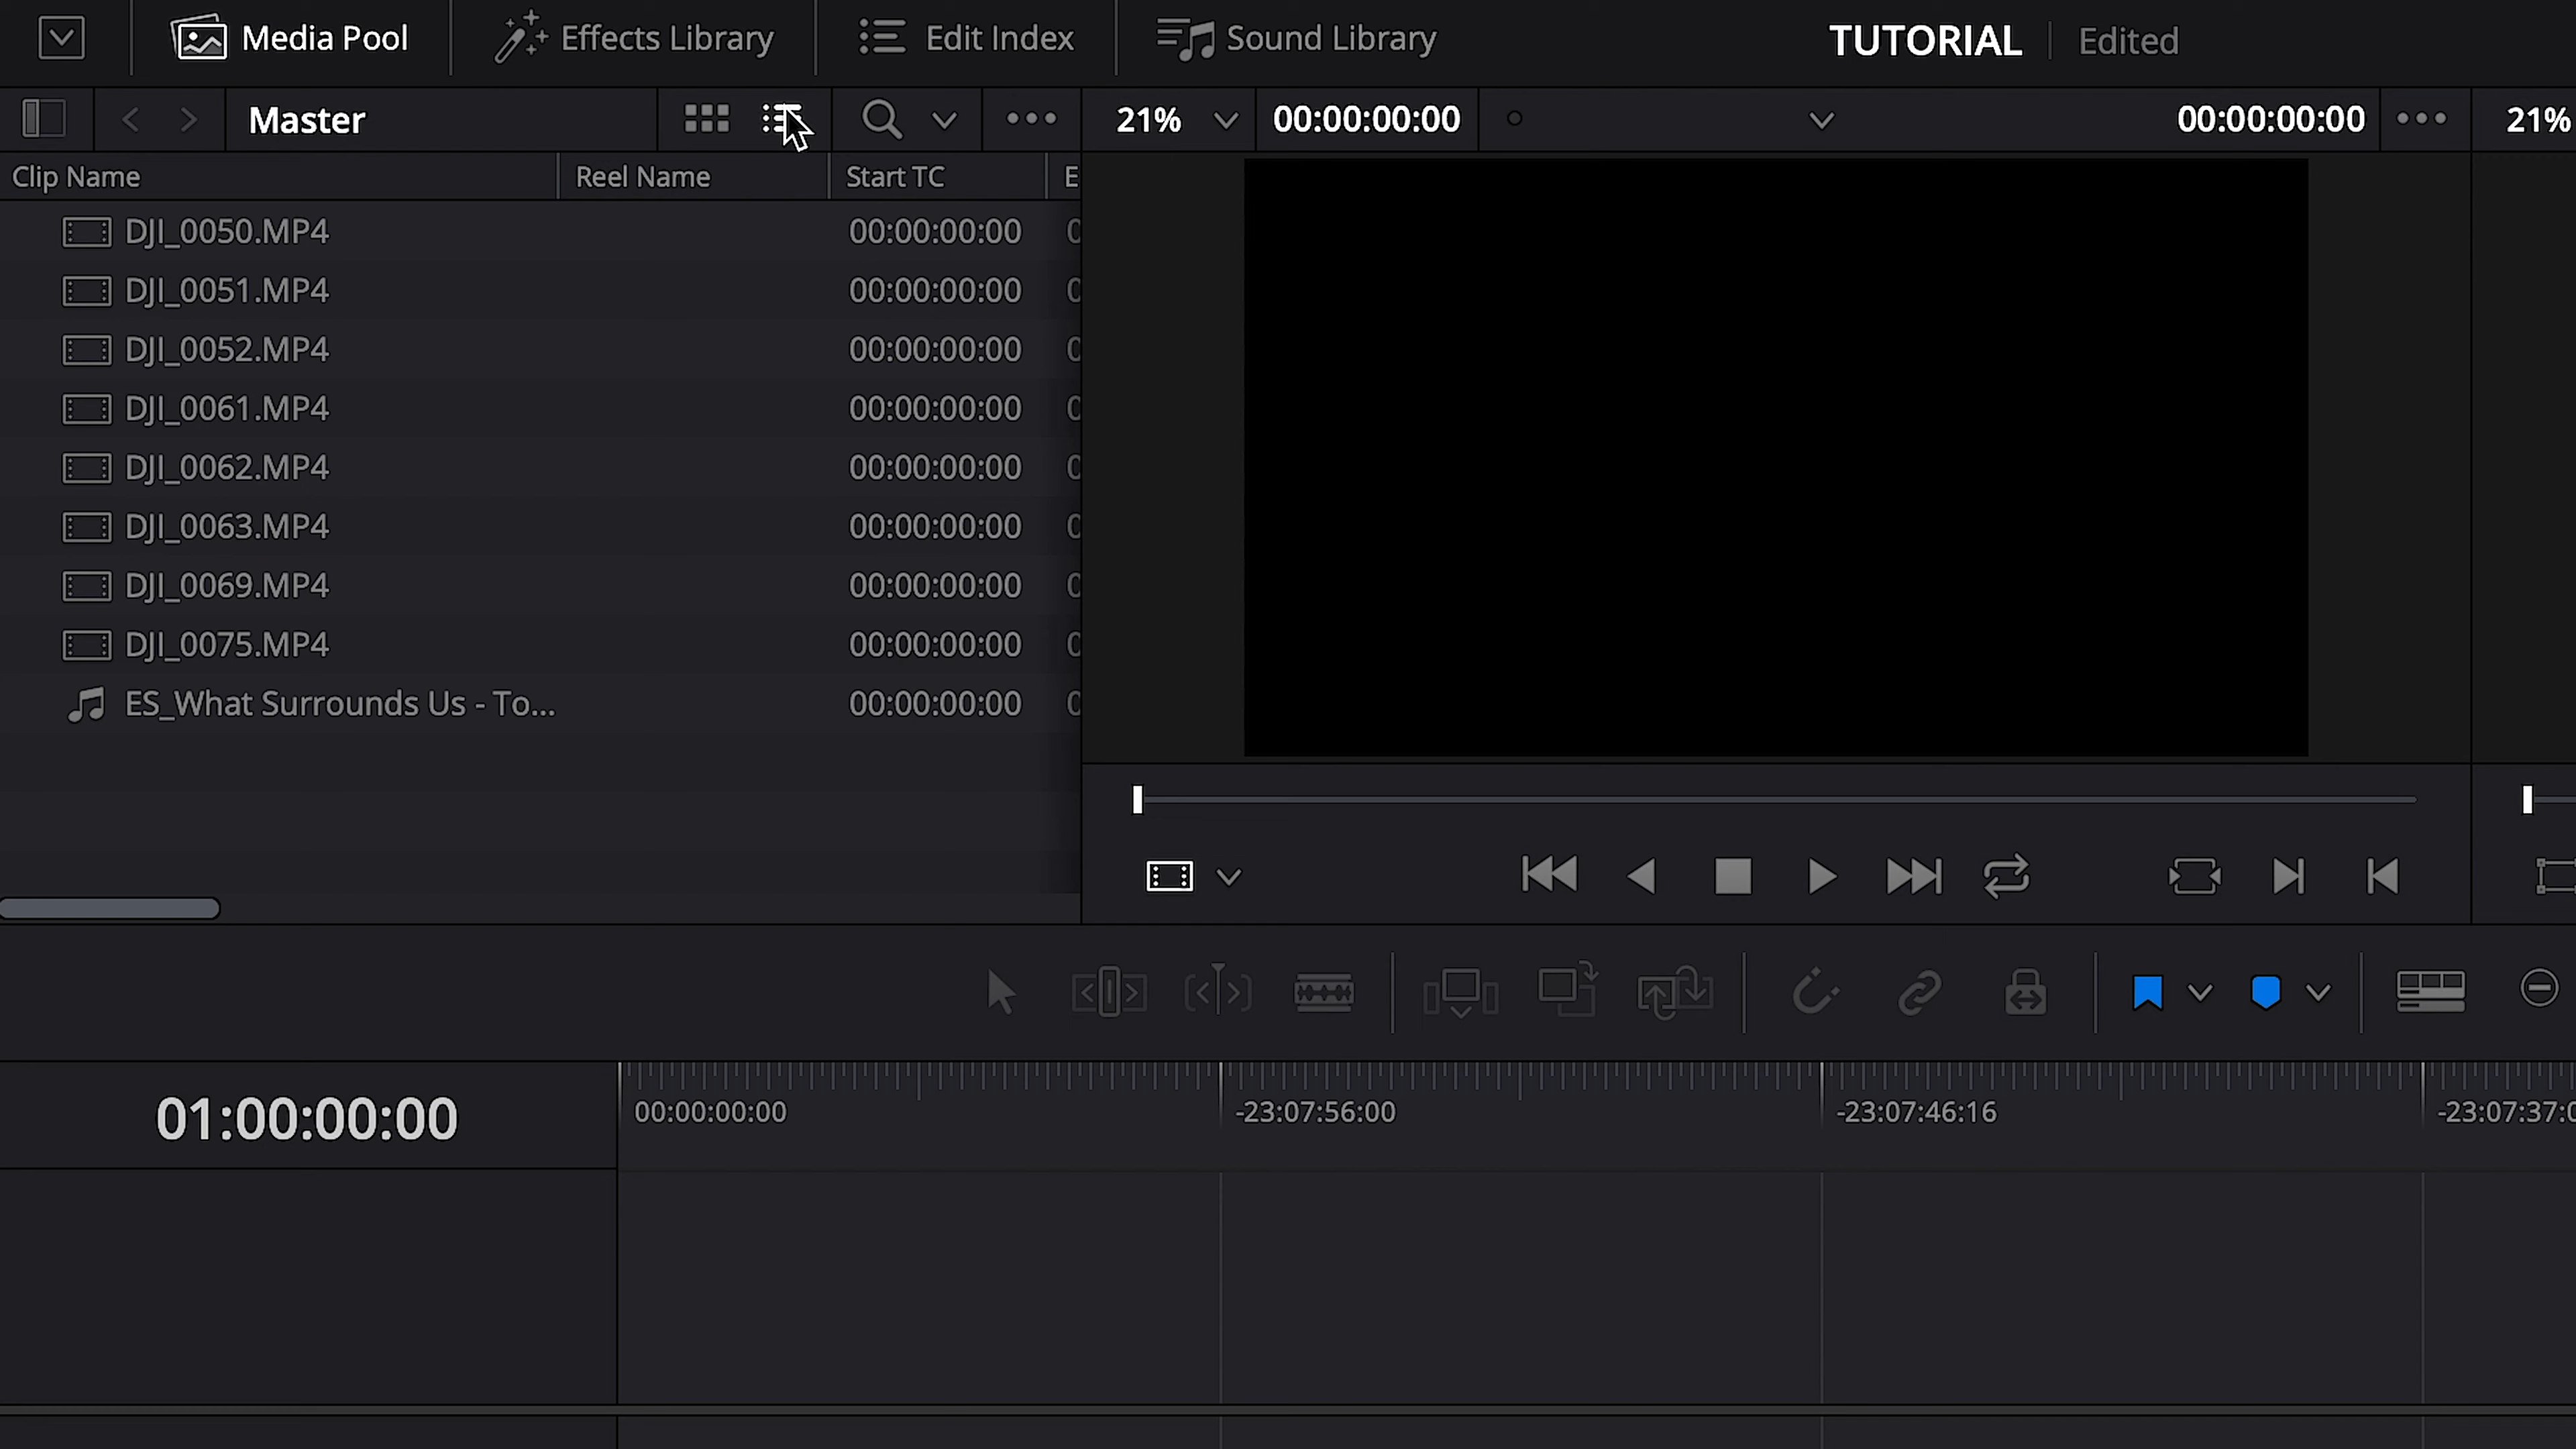 Media Pool Effects Library Edit Index Sound Library TUTORIAL Edited
Master 21% 00:00:00:00 00:00:00:00 21%
Clip Name Reel Name Start TC E
DJI_0050.MP4 00:00:00:00
DJI_0051.MP4 00:00:00:00
DJI_0052.MP4 00:00:00:00
DJI_0061.MP4 00:00:00:00
DJI_0062.MP4 00:00:00:00
DJI_0063.MP4 00:00:00:00
DJI_0069.MP4 00:00:00:00
DJI_0075.MP4 00:00:00:00
ES_What Surrounds Us - To... 00:00:00:00
01:00:00:00 00:00:00:00 -23:07:56:00 -23:07:46:16 -23:07:37:0